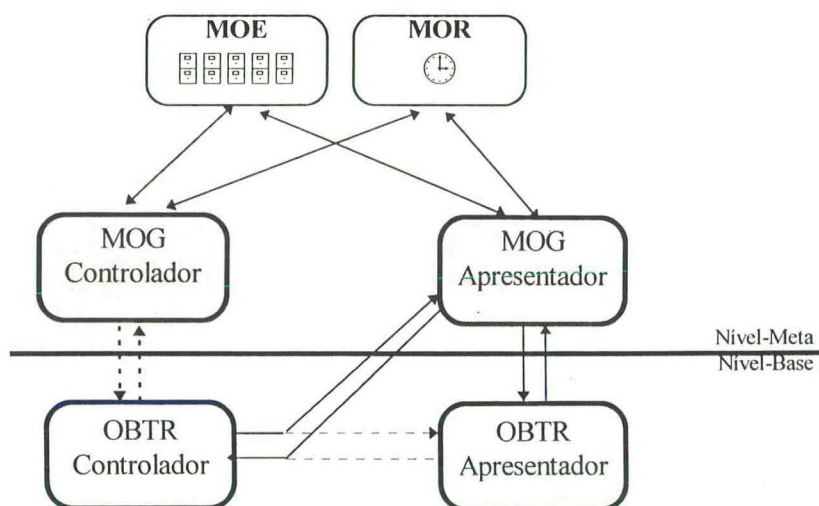 MOE
MOR
MOG
Controlador
MOG
Apresentador
Nível-Meta
Nível-Base
OBTR
Controlador
OBTR
Apresentador